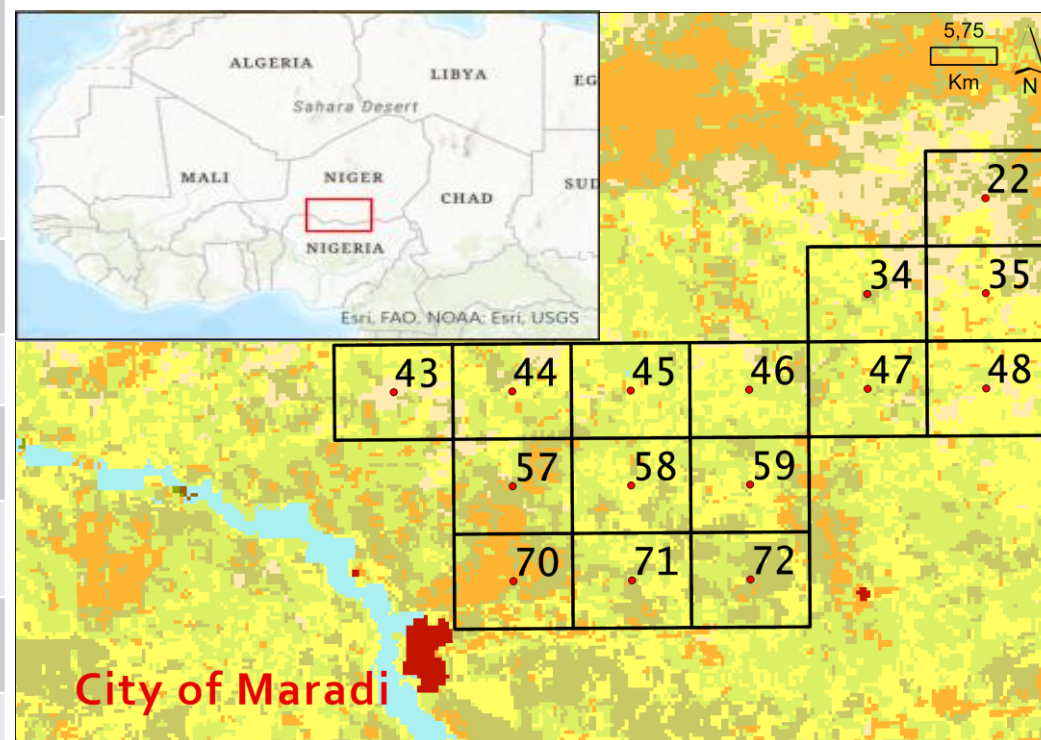 ALGERIA
LIBYA
EG
Sahara Desert
MALI
NIGER
CHAD
SUD
NIGERIA
Esri, FAO, NOAA; Esri, USGS
5,75
Km
N
22
34
35
43
44
45
46
47
48
57
58
59
70
71
72
City of Maradi